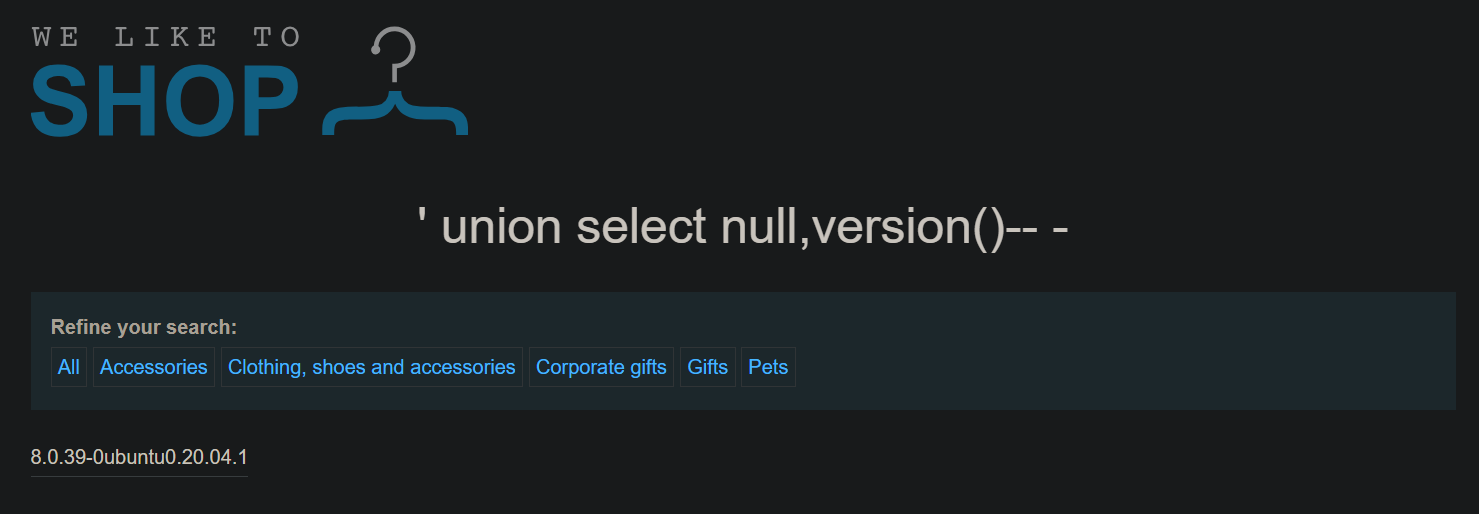 WE LIKE TO
SHOP
' union select null,version()-- -
Refine your search:
All Accessories Clothing, shoes and accessories Corporate gifts Gifts Pets
8.0.39-0ubuntu0.20.04.1